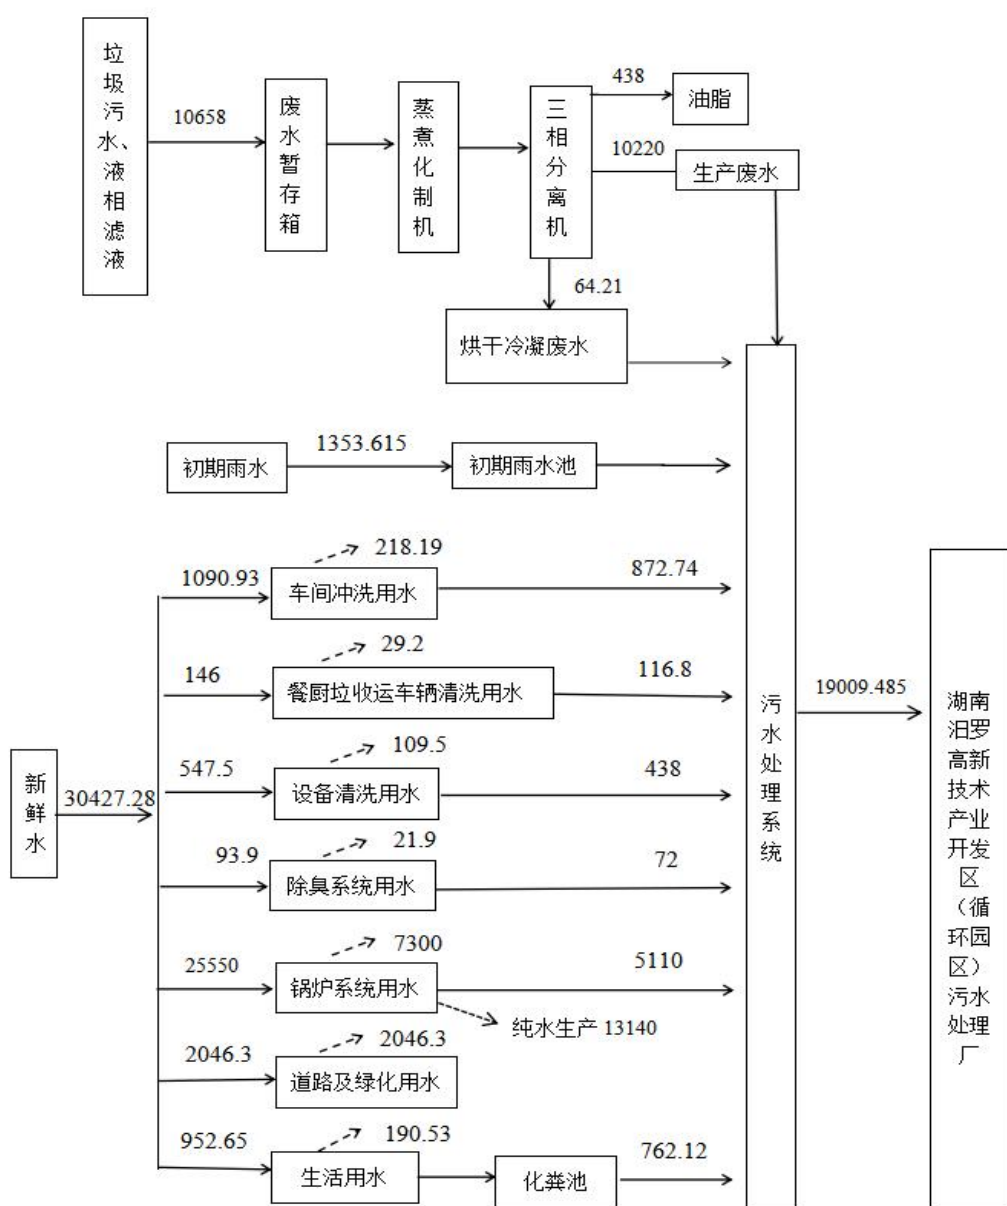 垃圾污水、液相滤液
10658
废水暂存箱
蒸煮化制机
三相分离机
438
油脂
10220
生产废水
64.21
烘干冷凝废水
初期雨水
1353.615
初期雨水池
新鲜水
30427.28
1090.93
218.19
车间冲洗用水
872.74
146
29.2
餐厨垃收运车辆清洗用水
116.8
547.5
109.5
设备清洗用水
438
93.9
21.9
除臭系统用水
72
25550
7300
锅炉系统用水
5110
纯水生产 13140
2046.3
2046.3
道路及绿化用水
952.65
190.53
生活用水
化粪池
762.12
污水处理系统
19009.485
湖南
汨罗
高新
技术
产业
开发
区
（循
环园
区）
污水
处理
厂